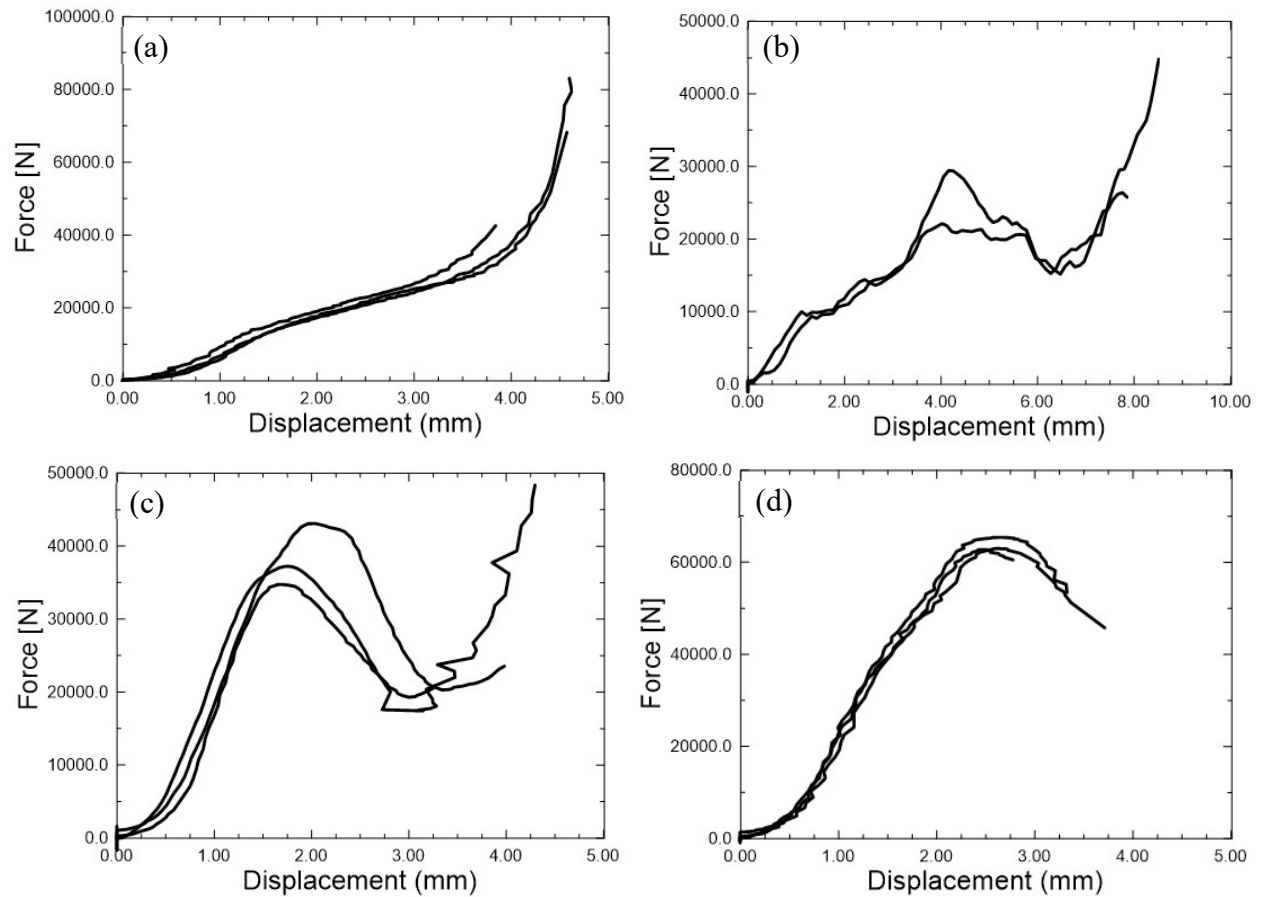 (a)
100000.0
80000.0
60000.0
40000.0
20000.0
0.0
Force [N]
0.00 1.00 2.00 3.00 4.00 5.00
Displacement (mm)
(b)
50000.0
40000.0
30000.0
20000.0
10000.0
0.0
Force [N]
0.00 2.00 4.00 6.00 8.00 10.00
Displacement (mm)
(c)
50000.0
40000.0
30000.0
20000.0
10000.0
0.0
Force [N]
0.00 1.00 2.00 3.00 4.00 5.00
Displacement (mm)
(d)
80000.0
60000.0
40000.0
20000.0
0.0
Force [N]
0.00 1.00 2.00 3.00 4.00 5.00
Displacement (mm)